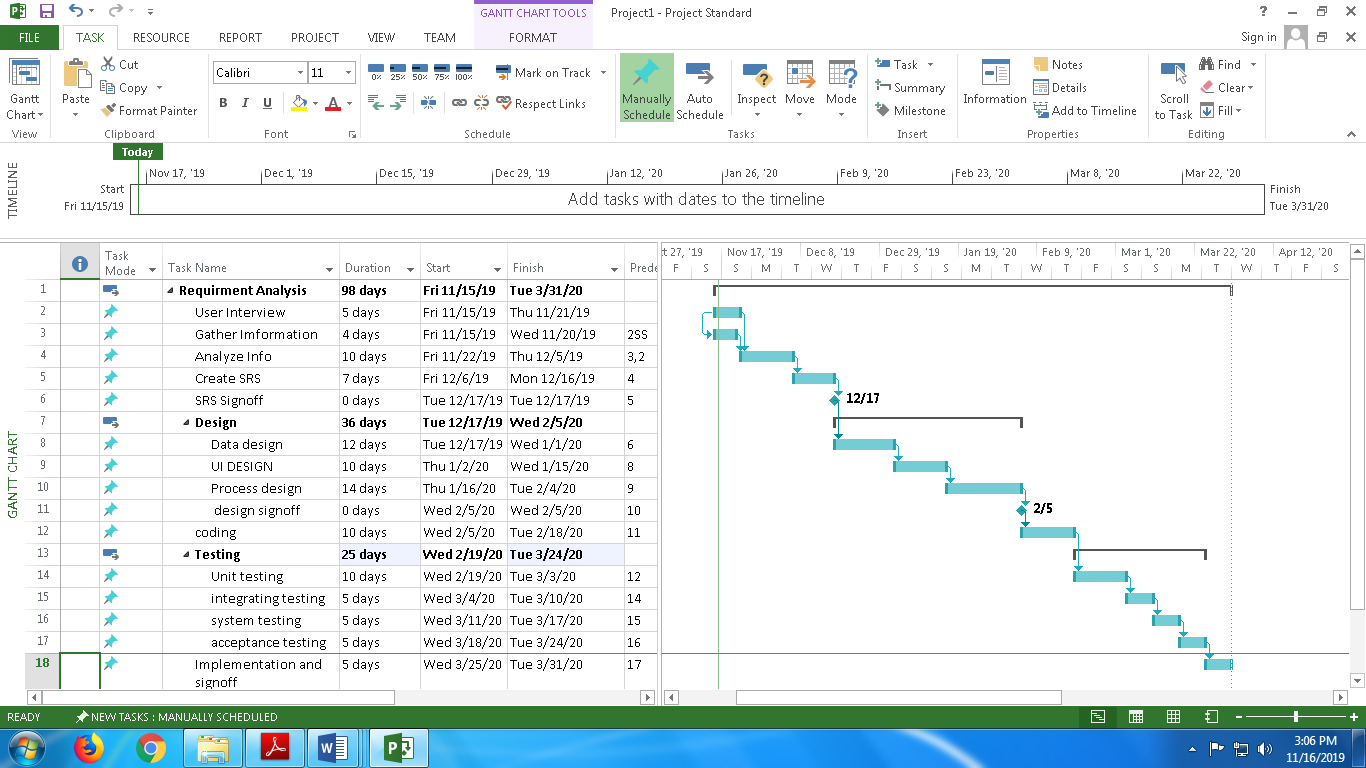 GANTT CHART TOOLS
Project1 - Project Standard
FILE TASK RESOURCE REPORT PROJECT VIEW TEAM FORMAT
Sign in
Gantt Chart
View
Paste
Cut
Copy
Format Painter
Clipboard
Calibri 11
B I U A
Font
0% 25% 50% 75% 100%
Mark on Track
Respect Links
Schedule
Manually Schedule
Auto Schedule
Inspect
Move
Mode
Tasks
Task
Summary
Milestone
Insert
Information
Notes
Details
Add to Timeline
Properties
Scroll to Task
Find
Clear
Fill
Editing
TIMELINE
Today
Nov 17, '19 Dec 1, '19 Dec 15, '19 Dec 29, '19 Jan 12, '20 Jan 26, '20 Feb 9, '20 Feb 23, '20 Mar 8, '20 Mar 22, '20
Start
Fri 11/15/19
Add tasks with dates to the timeline
Finish
Tue 3/31/20
GANTT CHART
Task Mode Task Name Duration Start Finish Prede
1 Requirment Analysis 98 days Fri 11/15/19 Tue 3/31/20
2 User Interview 5 days Fri 11/15/19 Thu 11/21/19
3 Gather Imformation 4 days Fri 11/15/19 Wed 11/20/19 2SS
4 Analyze Info 10 days Fri 11/22/19 Thu 12/5/19 3,2
5 Create SRS 7 days Fri 12/6/19 Mon 12/16/19 4
6 SRS Signoff 0 days Tue 12/17/19 Tue 12/17/19 5
7 Design 36 days Tue 12/17/19 Wed 2/5/20
8 Data design 12 days Tue 12/17/19 Wed 1/1/20 6
9 UI DESIGN 10 days Thu 1/2/20 Wed 1/15/20 8
10 Process design 14 days Thu 1/16/20 Tue 2/4/20 9
11 design signoff 0 days Wed 2/5/20 Wed 2/5/20 10
12 coding 10 days Wed 2/5/20 Tue 2/18/20 11
13 Testing 25 days Wed 2/19/20 Tue 3/24/20
14 Unit testing 10 days Wed 2/19/20 Tue 3/3/20 12
15 integrating testing 5 days Wed 3/4/20 Tue 3/10/20 14
16 system testing 5 days Wed 3/11/20 Tue 3/17/20 15
17 acceptance testing 5 days Wed 3/18/20 Tue 3/24/20 16
18 Implementation and signoff 5 days Wed 3/25/20 Tue 3/31/20 17
ct 27, '19 Nov 17, '19 Dec 8, '19 Dec 29, '19 Jan 19, '20 Feb 9, '20 Mar 1, '20 Mar 22, '20 Apr 12, '20
F S S M T W T F S S M T W T F S S M T W T F S
12/17
2/5
READY NEW TASKS : MANUALLY SCHEDULED
3:06 PM
11/16/2019